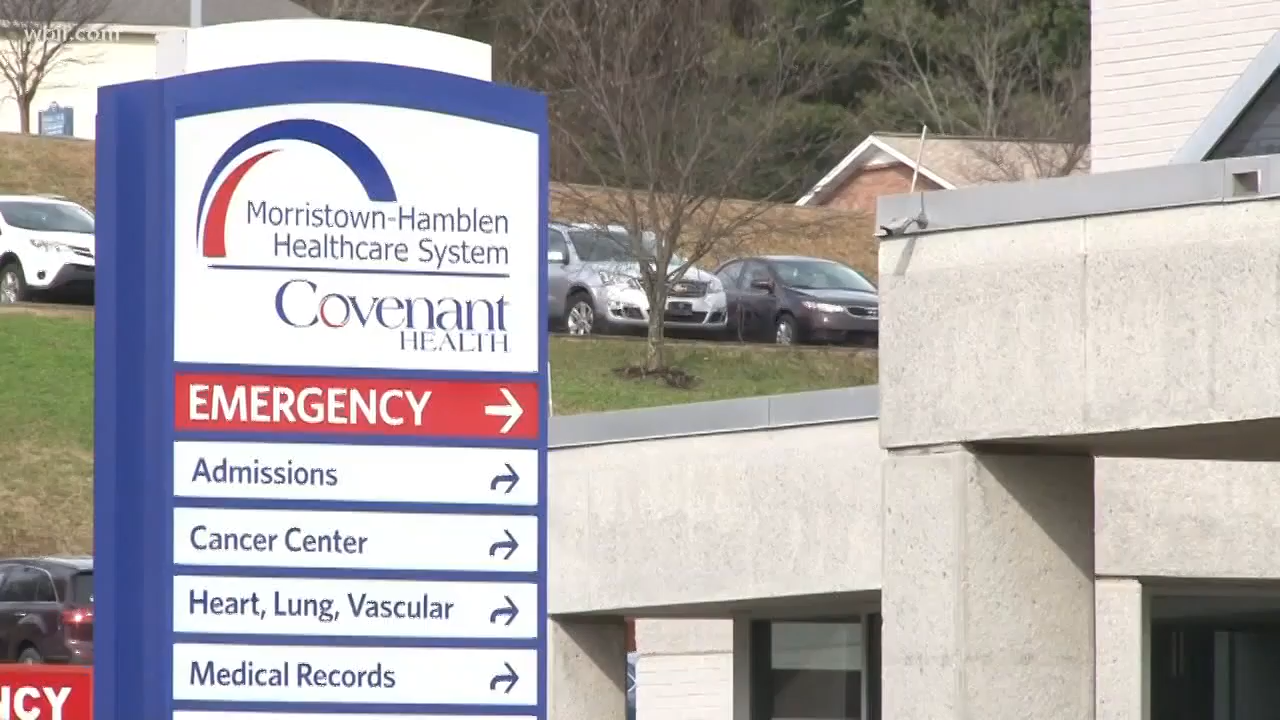 wbir.com
Morristown-Hamblen
Healthcare System
Covenant
HEALTH
EMERGENCY
Admissions
Cancer Center
Heart, Lung, Vascular
Medical Records
NCY